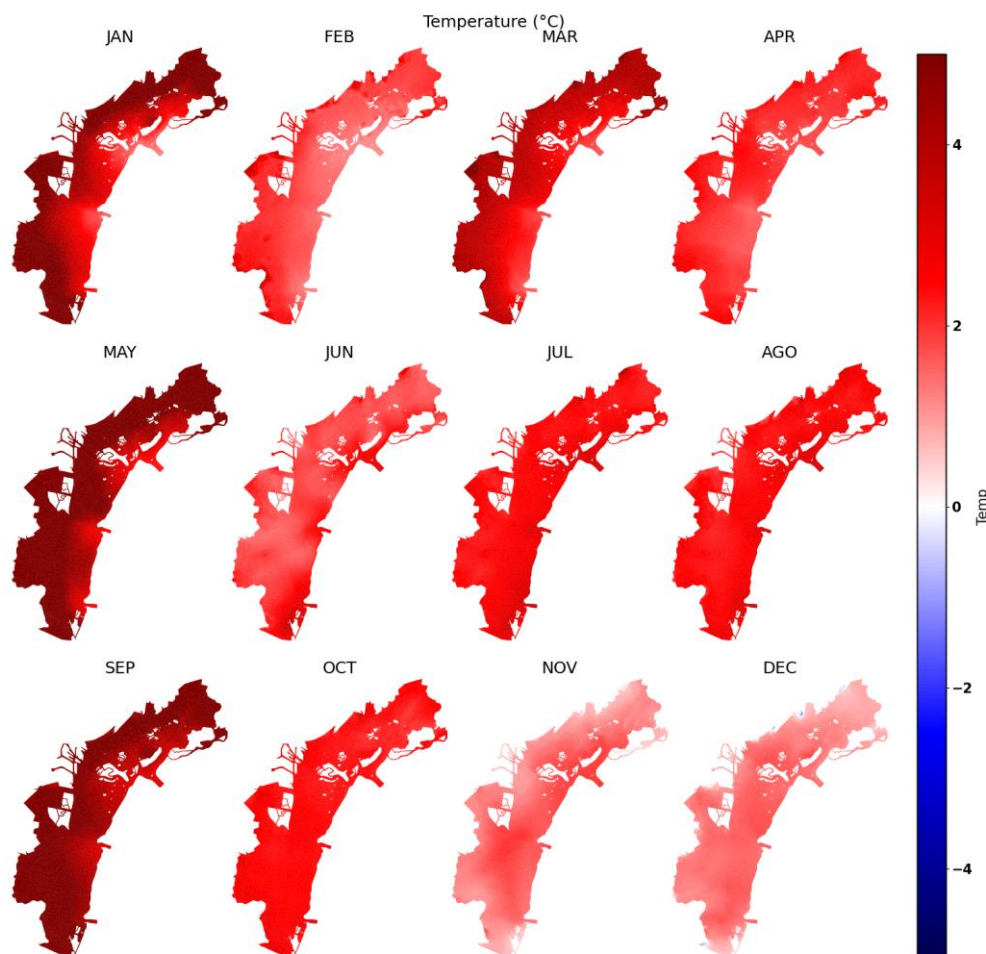 Temperature (°C)
JAN FEB MAR APR
MAY JUN JUL AGO
SEP OCT NOV DEC
4
2
0
−2
−4
Temp